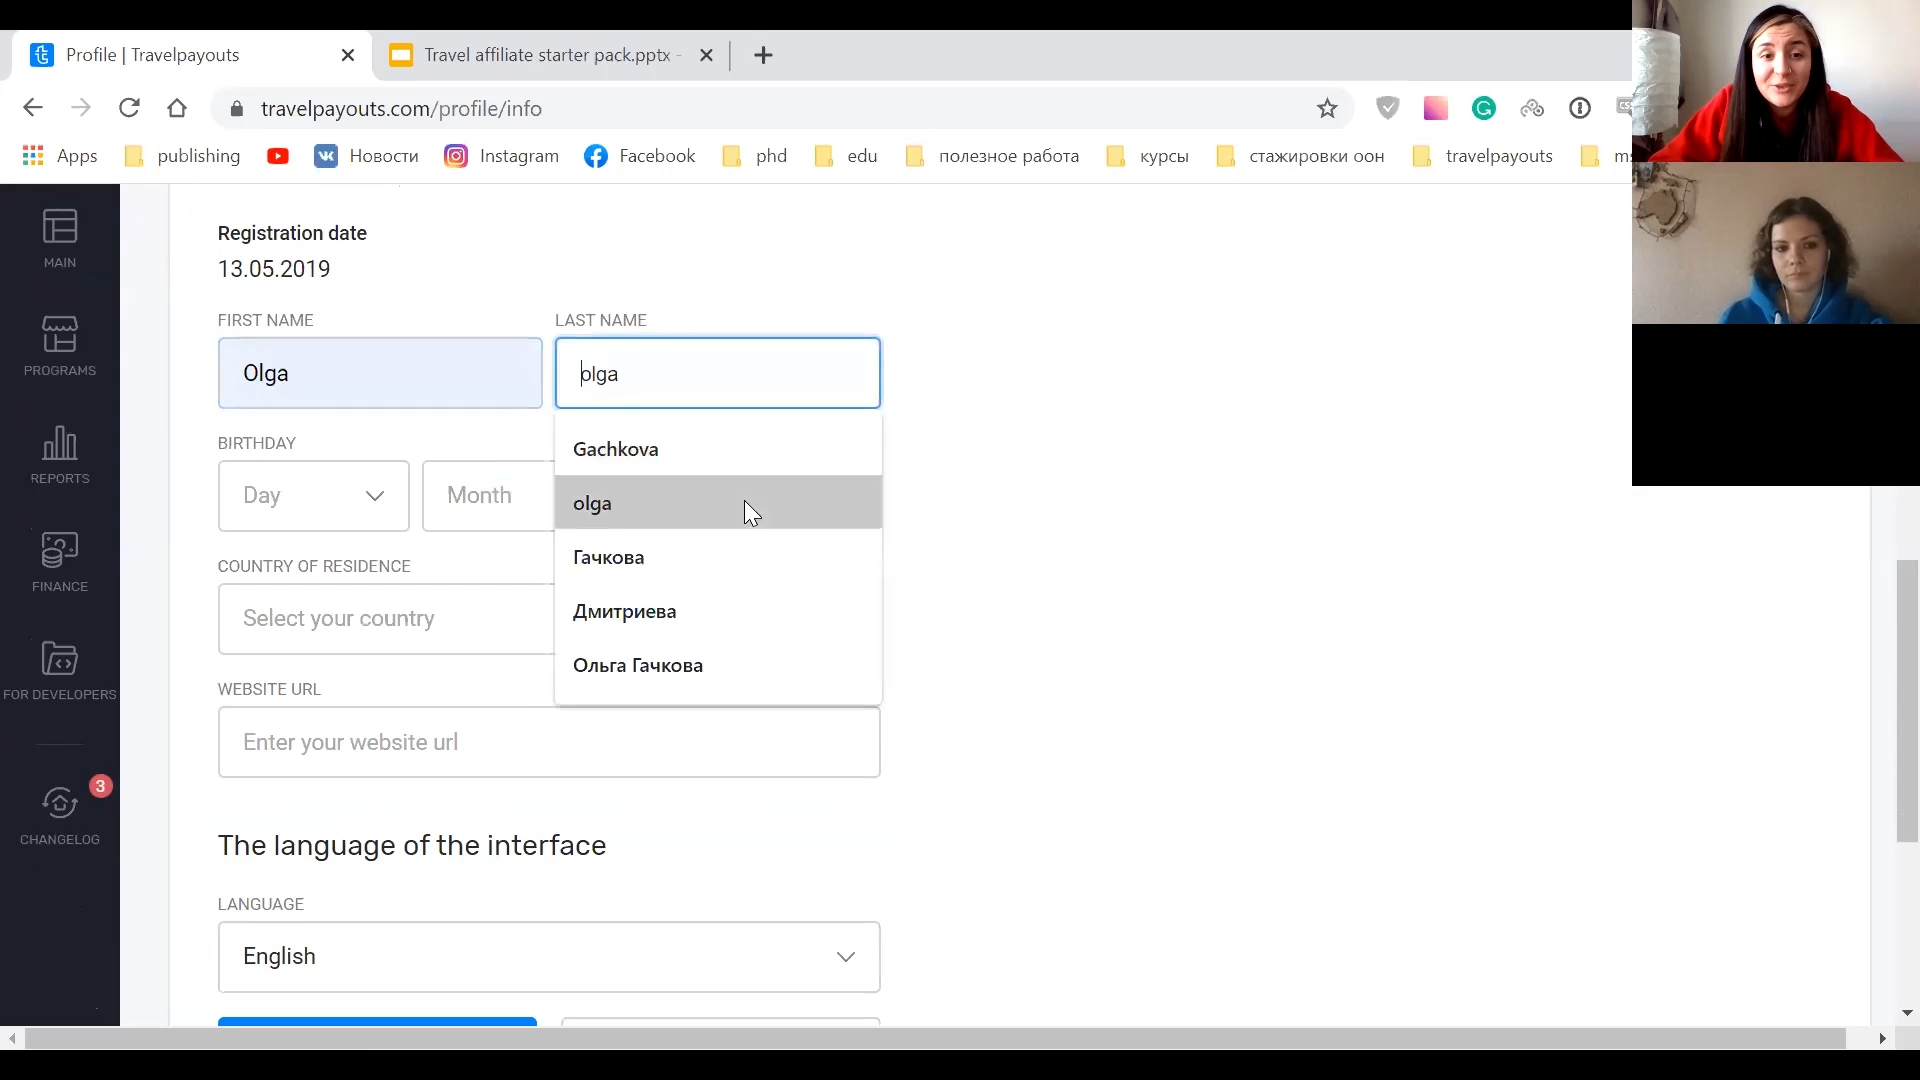 Profile | Travelpayouts
Travel affiliate starter pack.pptx -
travelpayouts.com/profile/info
Apps publishing Новости Instagram Facebook phd edu полезное работа курсы стажировки оон travelpayouts
MAIN
PROGRAMS
REPORTS
FINANCE
FOR DEVELOPERS
3
CHANGELOG
Registration date
13.05.2019
FIRST NAME LAST NAME
Olga olga
Gachkova
olga
Гачкова
Дмитриева
Ольга Гачкова
BIRTHDAY
Day Month
COUNTRY OF RESIDENCE
Select your country
WEBSITE URL
Enter your website url
The language of the interface
LANGUAGE
English